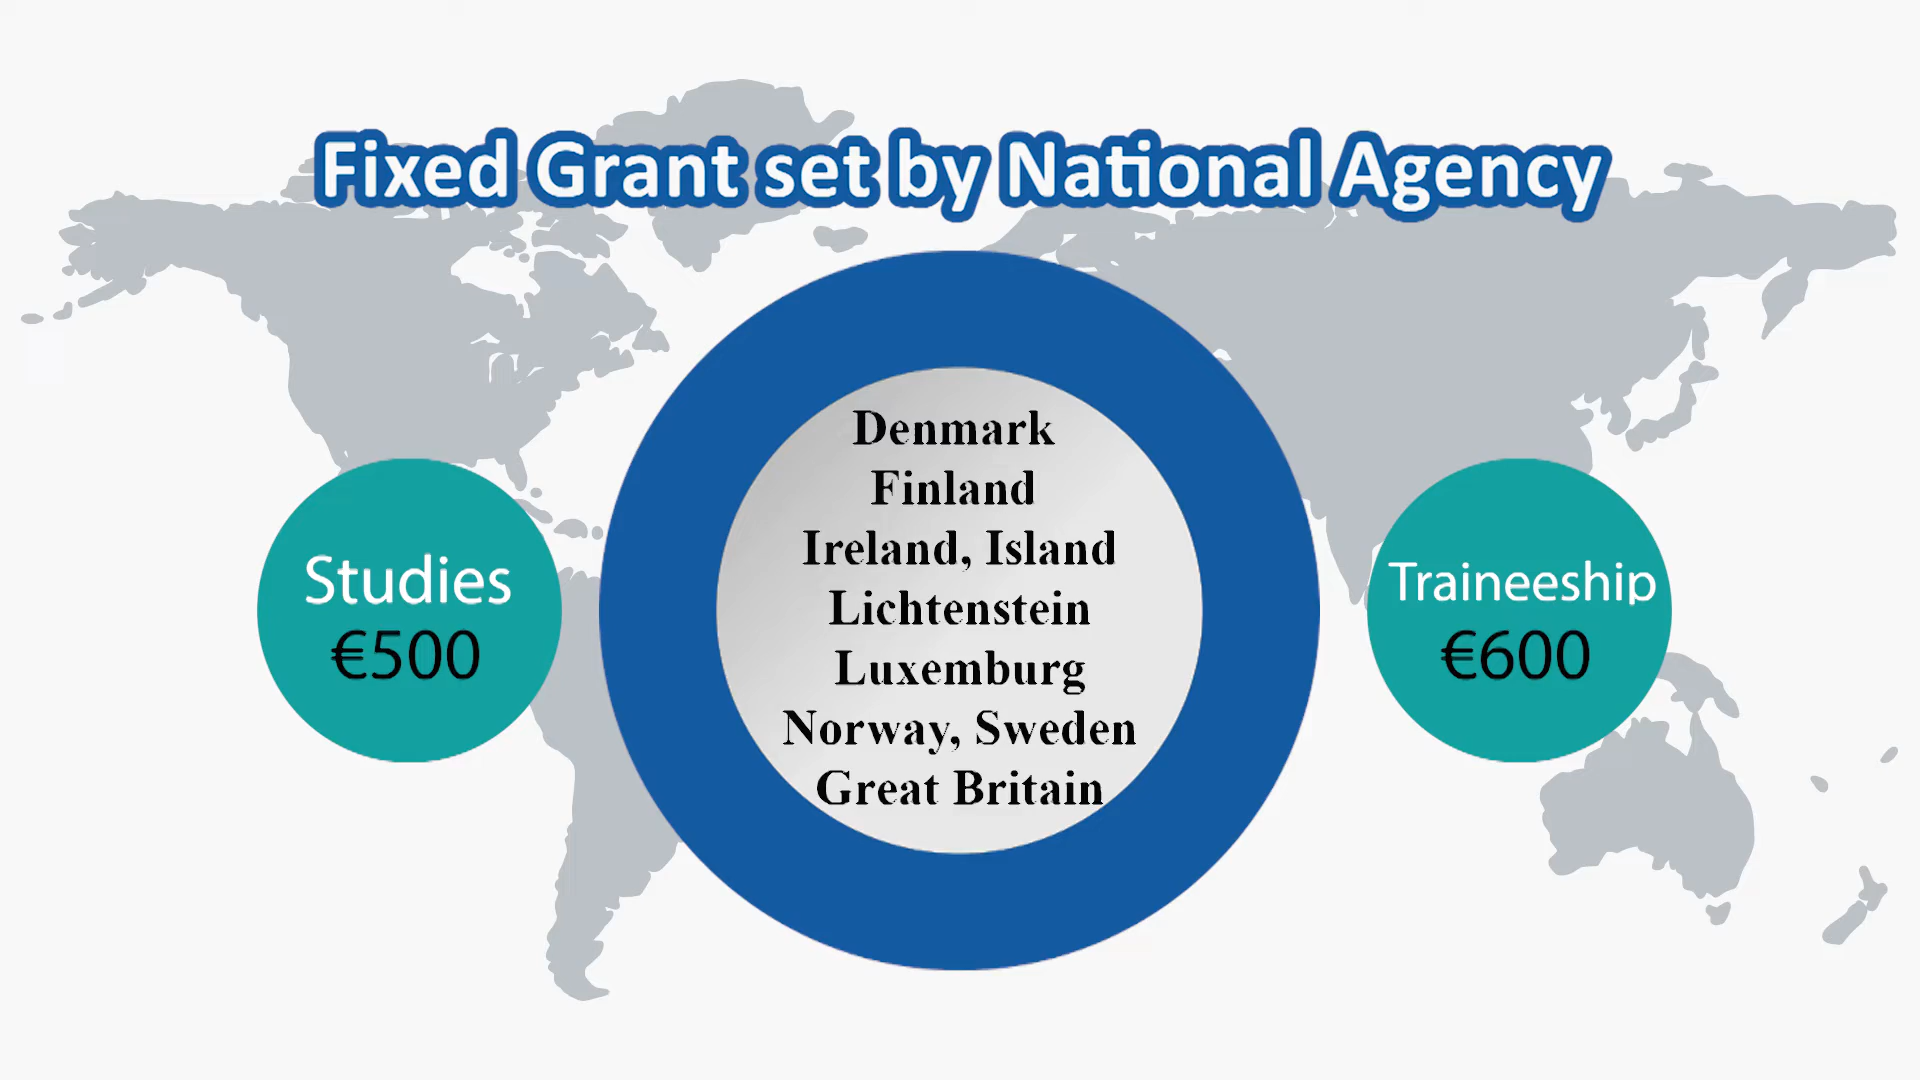 Fixed Grant set by National Agency
Studies
€500
Denmark
Finland
Ireland, Island
Lichtenstein
Luxemburg
Norway, Sweden
Great Britain
Traineeship
€600